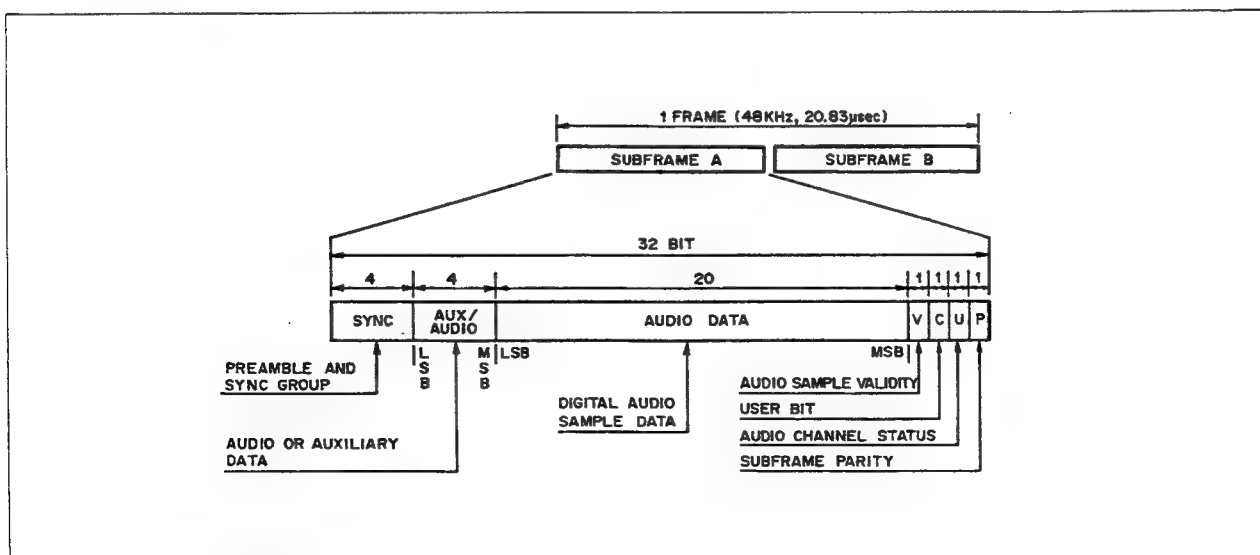 1 FRAME (48KHz, 20.83µsec)
SUBFRAME A
SUBFRAME B
32 BIT
4
4
20
1
1
1
1
SYNC
AUX/
AUDIO
AUDIO DATA
V
C
U
P
LSB
MSB
LSB
MSB
PREAMBLE AND
SYNC GROUP
AUDIO OR AUXILIARY
DATA
DIGITAL AUDIO
SAMPLE DATA
AUDIO SAMPLE VALIDITY
USER BIT
AUDIO CHANNEL STATUS
SUBFRAME PARITY